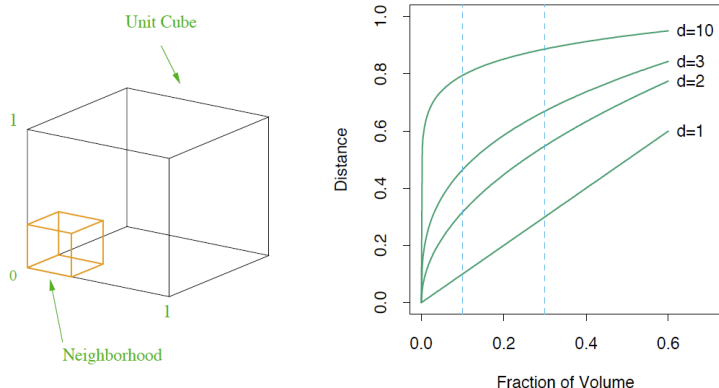 Unit Cube
1
0
1
Neighborhood
Distance
1.0
0.8
0.6
0.4
0.2
0.0
d=10
d=3
d=2
d=1
0.0 0.2 0.4 0.6
Fraction of Volume